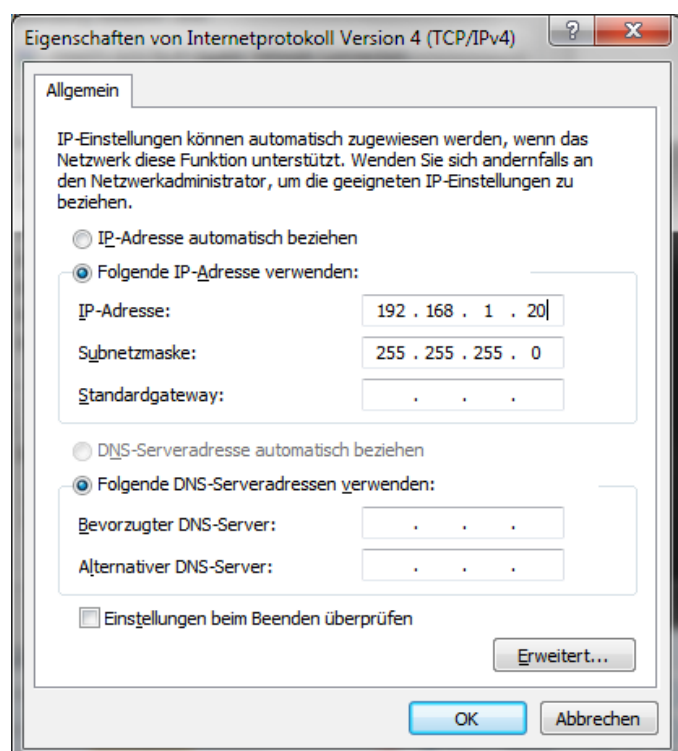 Eigenschaften von Internetprotokoll Version 4 (TCP/IPv4)
?
X
Allgemein
IP-Einstellungen können automatisch zugewiesen werden, wenn das
Netzwerk diese Funktion unterstützt. Wenden Sie sich andernfalls an
den Netzwerkadministrator, um die geeigneten IP-Einstellungen zu
beziehen.
IP-Adresse automatisch beziehen
Folgende IP-Adresse verwenden:
IP-Adresse: 192 . 168 . 1 . 20
Subnetzmaske: 255 . 255 . 255 . 0
Standardgateway: . . .
DNS-Serveradresse automatisch beziehen
Folgende DNS-Serveradressen verwenden:
Bevorzugter DNS-Server: . . .
Alternativer DNS-Server: . . .
Einstellungen beim Beenden überprüfen
Erweitert...
OK Abbrechen